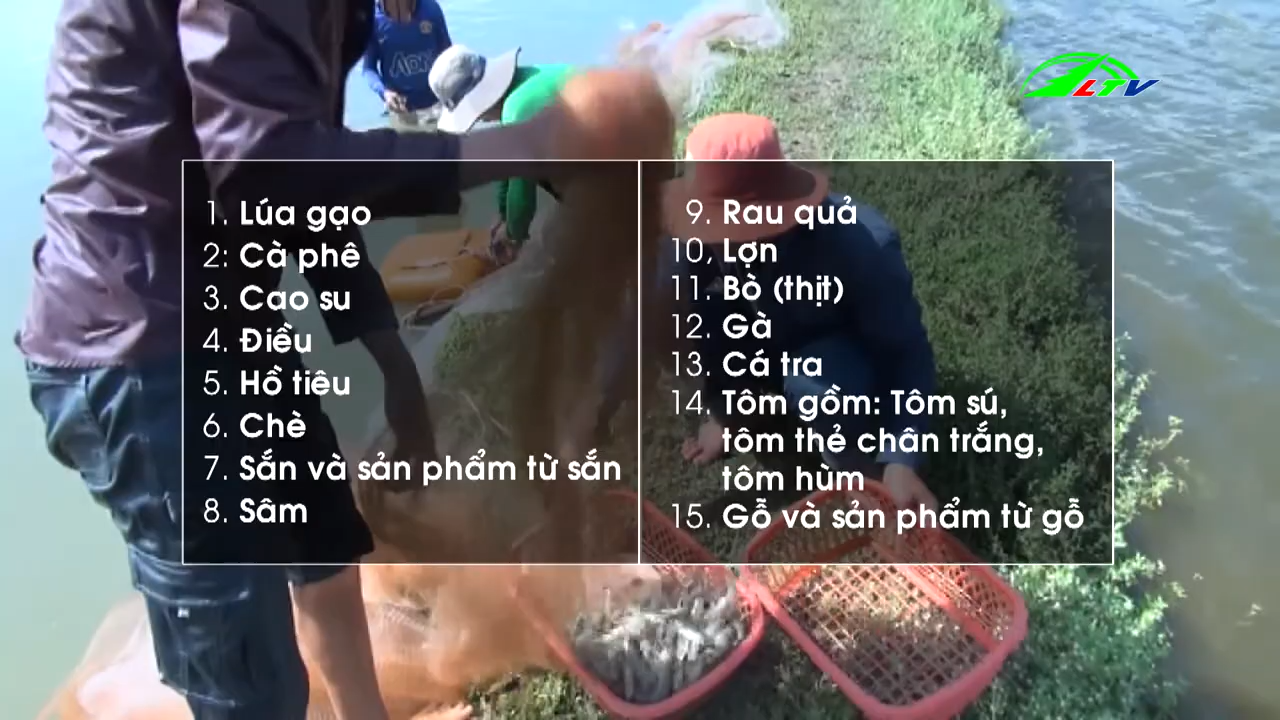 LTV
AON
1. Lúa gạo
2: Cà phê
3. Cao su
4. Điều
5. Hồ tiêu
6. Chè
7. Sắn và sản phẩm từ sắn
8. Sâm
9. Rau quả
10, Lợn
11. Bò (thịt)
12. Gà
13. Cá tra
14. Tôm gồm: Tôm sú,
tôm thẻ chân trắng,
tôm hùm
15. Gỗ và sản phẩm từ gỗ